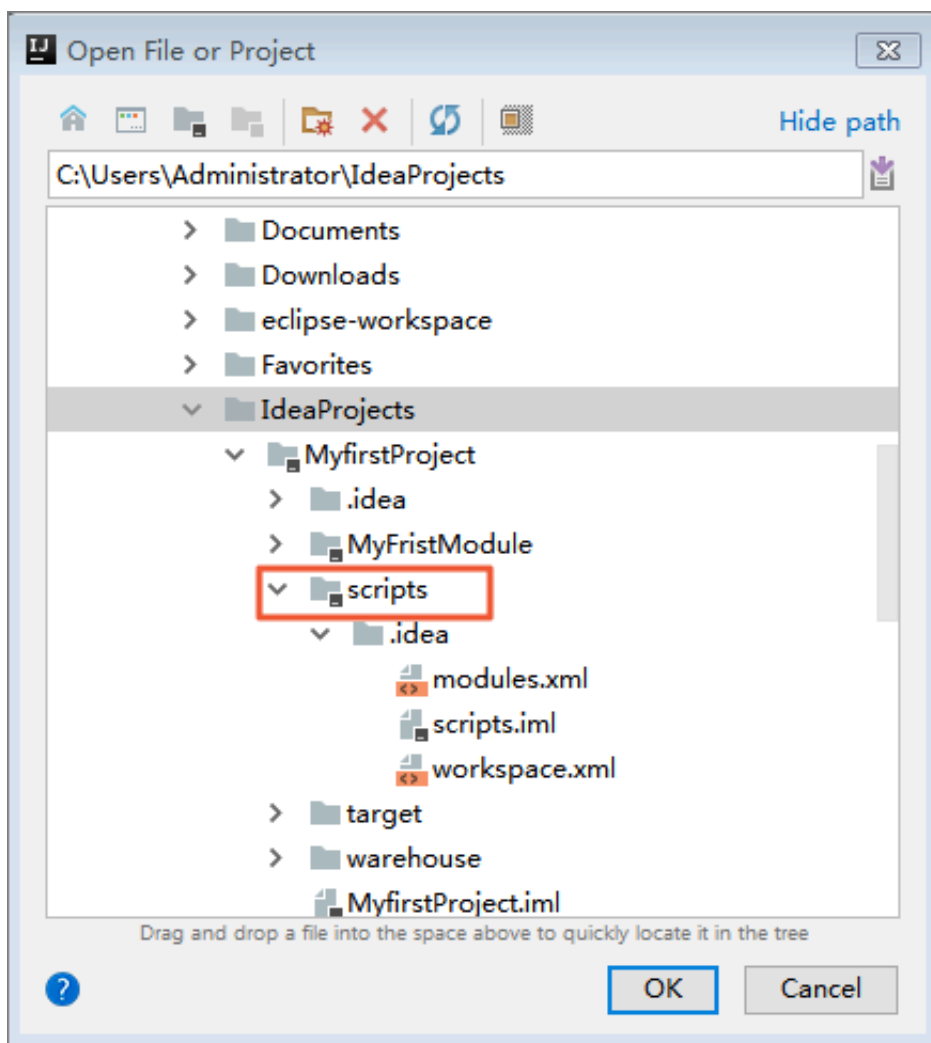 IJ Open File or Project
Hide path
C:\Users\Administrator\IdeaProjects
Documents
Downloads
eclipse-workspace
Favorites
IdeaProjects
MyfirstProject
.idea
MyFristModule
scripts
.idea
modules.xml
scripts.iml
workspace.xml
target
warehouse
MyfirstProject.iml
Drag and drop a file into the space above to quickly locate it in the tree
? OK Cancel